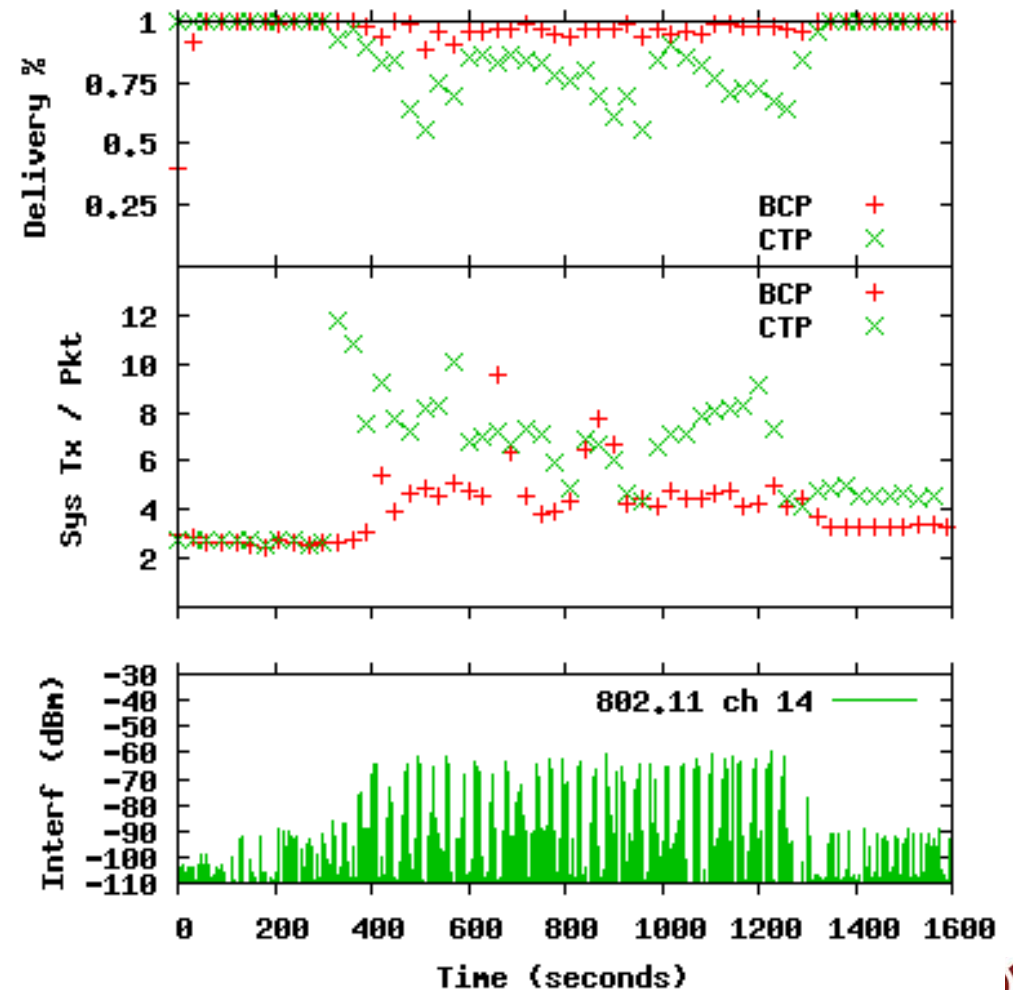 Delivery %
1
0.75
0.5
0.25
BCP
CTP
Sys Tx / Pkt
12
10
8
6
4
2
BCP
CTP
Interf (dBm)
-30
-40
-50
-60
-70
-80
-90
-100
-110
802.11 ch 14
0 200 400 600 800 1000 1200 1400 1600
Time (seconds)